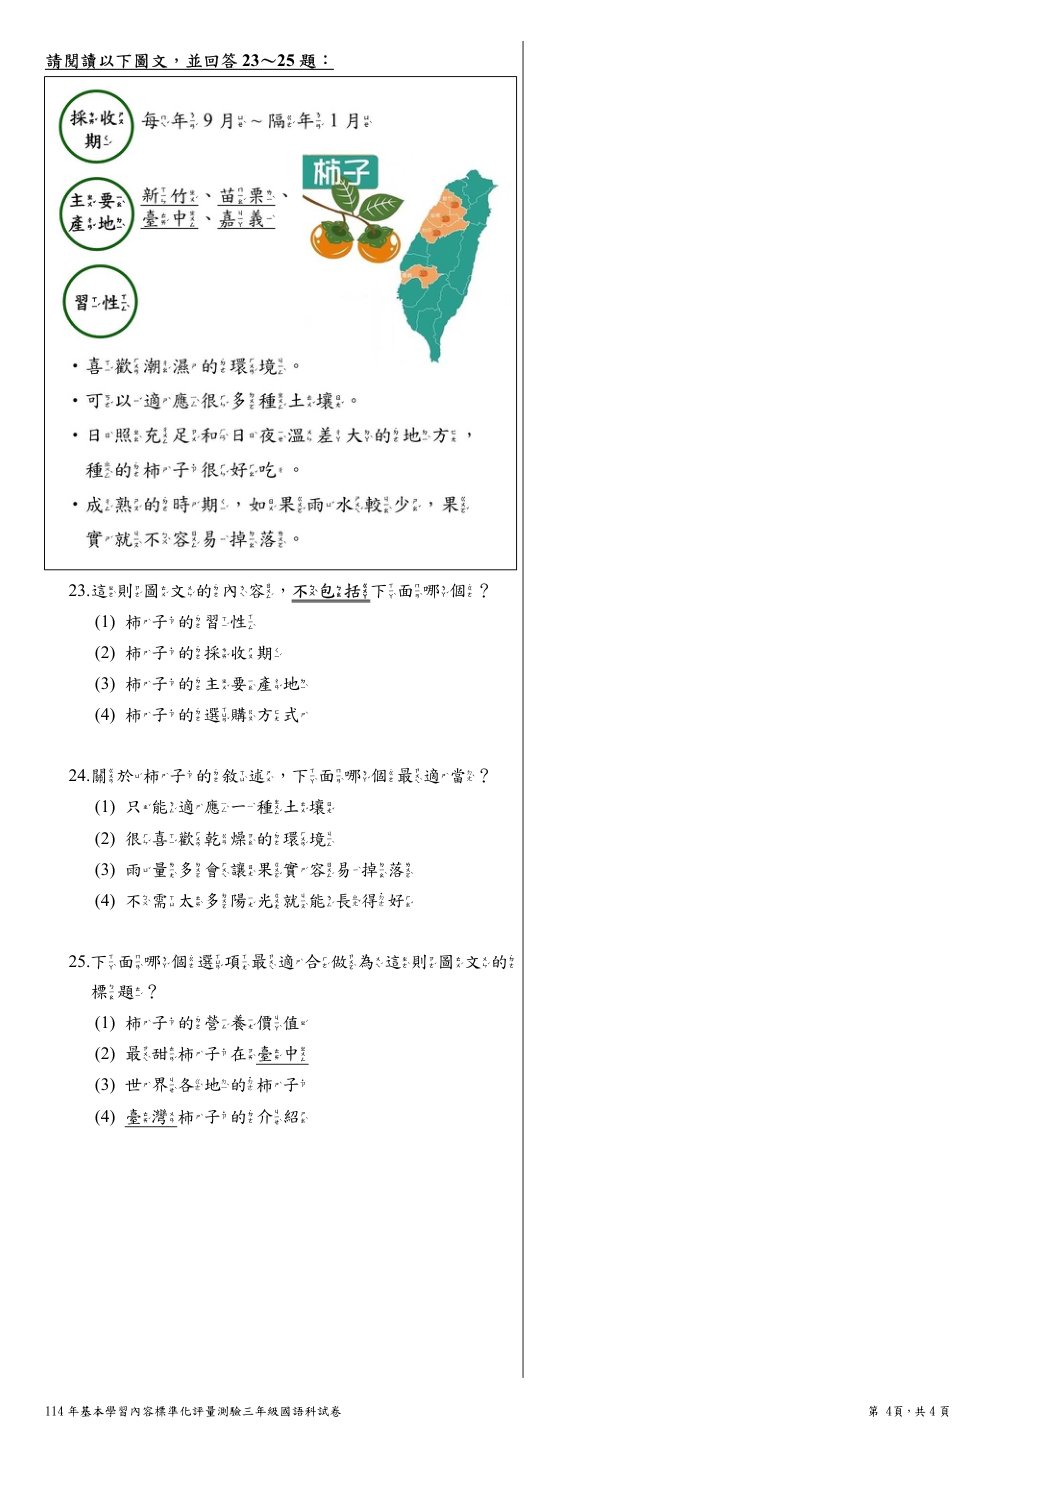 請閱讀以下圖文，並回答 23～25 題：
採收期
每年 9 月 ~ 隔年 1 月
柿子
主要產地
新竹、苗栗、
臺中、嘉義
習性
・喜歡潮濕的環境。
・可以適應很多種土壤。
・日照充足和日夜溫差大的地方，
種的柿子很好吃。
・成熟的時期，如果雨水較少，果
實就不容易掉落。
23.這則圖文的內容，不包括下面哪個？
(1) 柿子的習性
(2) 柿子的採收期
(3) 柿子的主要產地
(4) 柿子的選購方式
24.關於柿子的敘述，下面哪個最適當？
(1) 只能適應一種土壤
(2) 很喜歡乾燥的環境
(3) 雨量多會讓果實容易掉落
(4) 不需太多陽光就能長得好
25.下面哪個選項最適合做為這則圖文的
標題？
(1) 柿子的營養價值
(2) 最甜柿子在臺中
(3) 世界各地的柿子
(4) 臺灣柿子的介紹
114 年基本學習內容標準化評量測驗三年級國語科試卷
第 4頁，共 4 頁